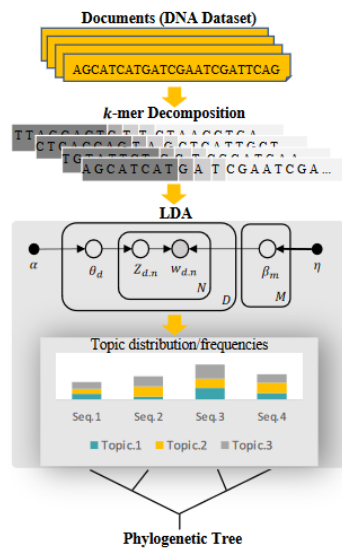 Documents (DNA Dataset)
AGCATCATGATCGAATCGATTCAG
k-mer Decomposition
AGCATCATGATCGAATCGA...
LDA
α θd Zd.n wd.n βm η
N
D M
Topic distribution/frequencies
Seq.1 Seq.2 Seq.3 Seq.4
Topic.1 Topic.2 Topic.3
Phylogenetic Tree